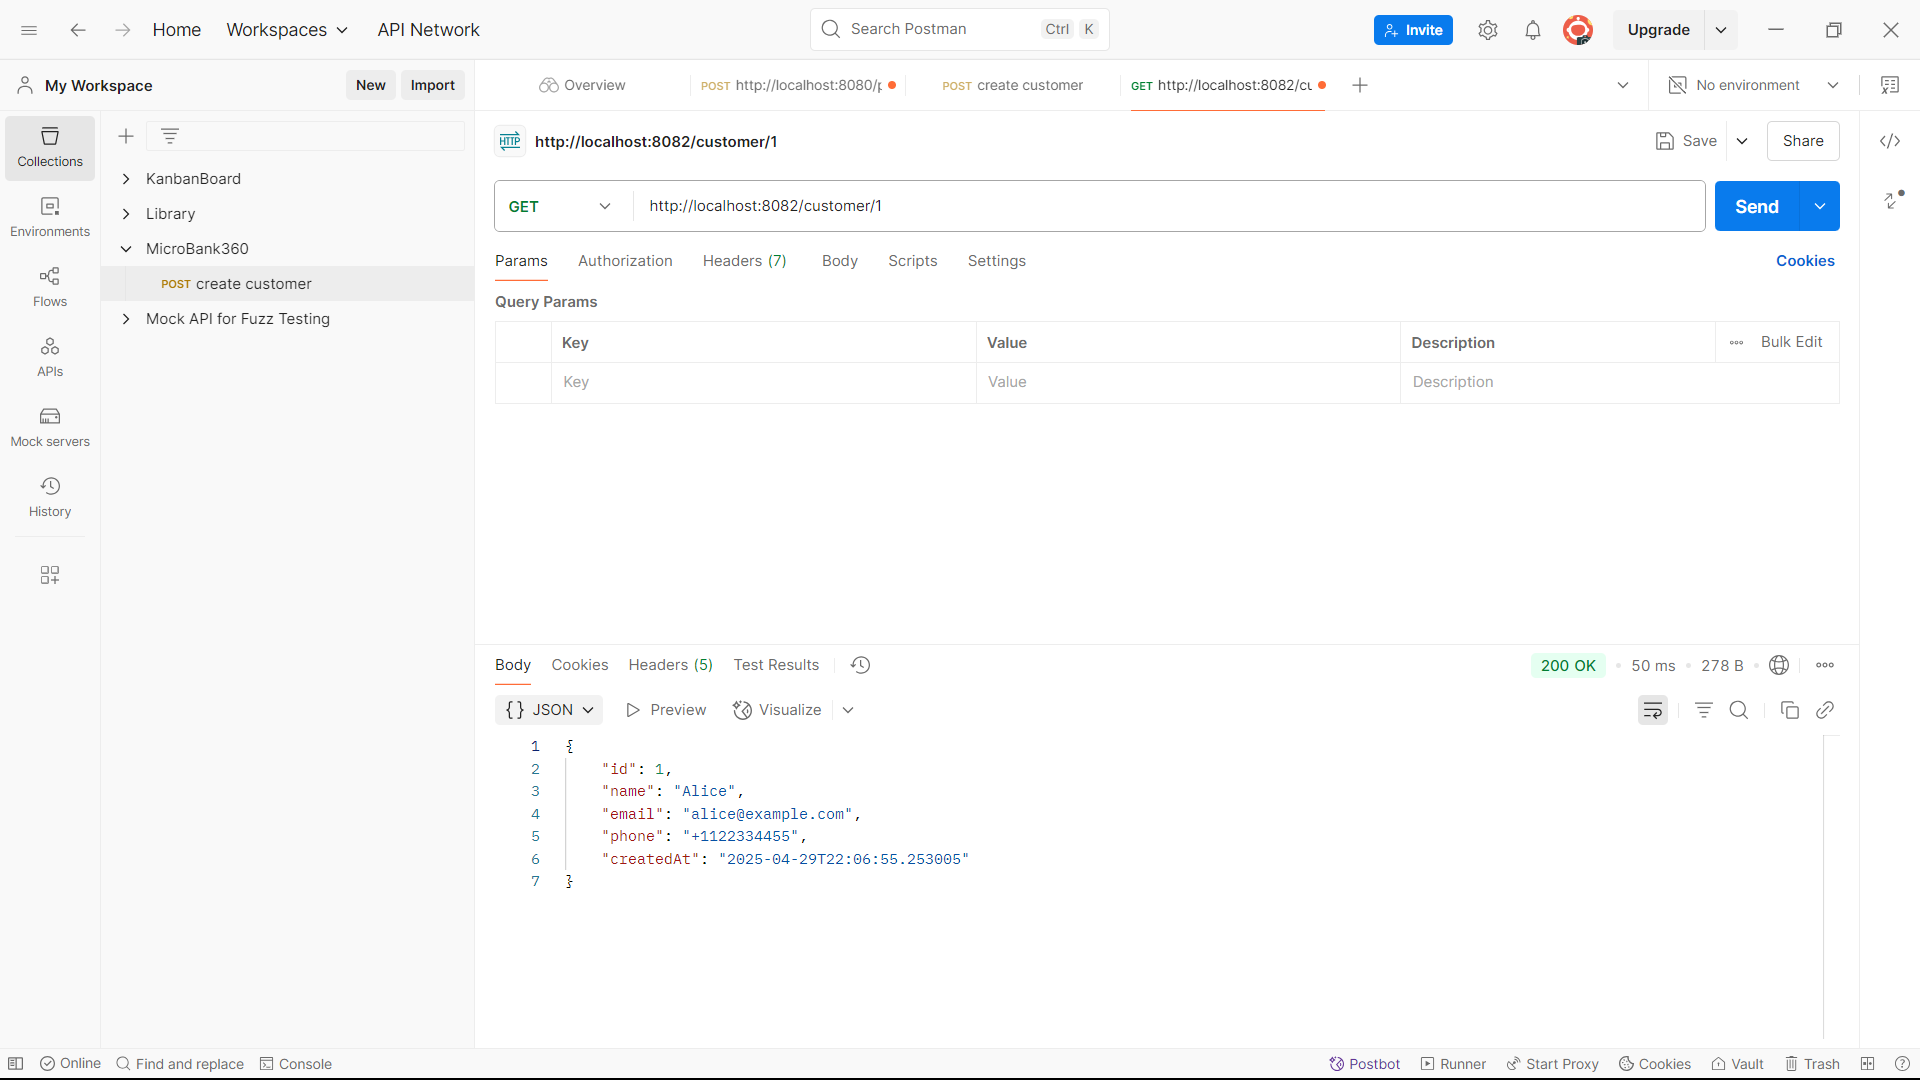 Home Workspaces API Network Search Postman Ctrl K Invite Upgrade
My Workspace New Import Overview POST http://localhost:8080/p POST create customer GET http://localhost:8082/cu No environment
Collections
Environments
Flows
APIs
Mock servers
History
KanbanBoard
Library
MicroBank360
POST create customer
Mock API for Fuzz Testing
HTTP http://localhost:8082/customer/1 Save Share
GET http://localhost:8082/customer/1 Send
Params Authorization Headers (7) Body Scripts Settings Cookies
Query Params
Key Value Description Bulk Edit
Key Value Description
Body Cookies Headers (5) Test Results 200 OK 50 ms 278 B
{} JSON Preview Visualize
1 {
2 "id": 1,
3 "name": "Alice",
4 "email": "alice@example.com",
5 "phone": "+1122334455",
6 "createdAt": "2025-04-29T22:06:55.253005"
7 }
Online Find and replace Console Postbot Runner Start Proxy Cookies Vault Trash